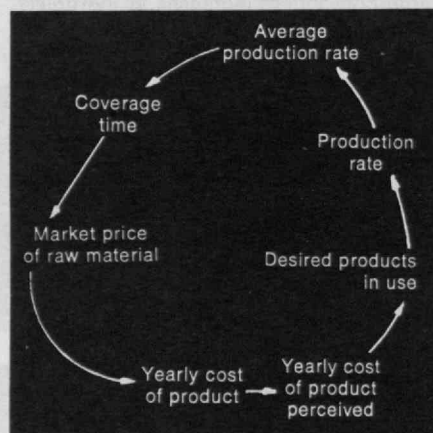 Average
production rate
Coverage
time
Production
rate
Market price
of raw material
Desired products
in use
Yearly cost
of product
Yearly cost
of product
perceived